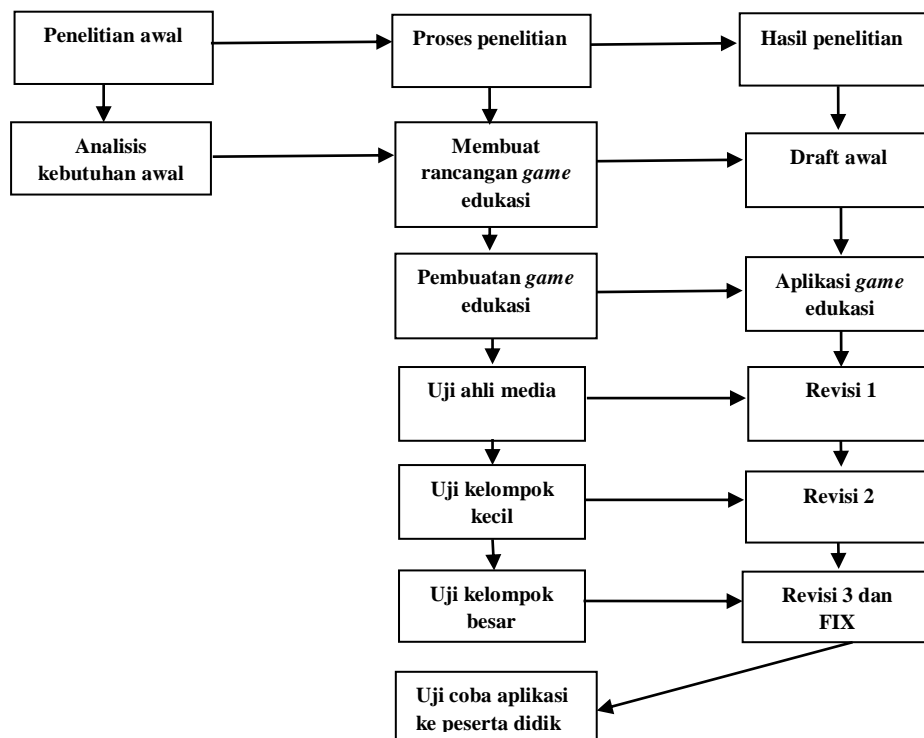 Penelitian awal
Proses penelitian
Hasil penelitian
Analisis
kebutuhan awal
Membuat
rancangan game
edukasi
Draft awal
Pembuatan game
edukasi
Aplikasi game
edukasi
Uji ahli media
Revisi 1
Uji kelompok
kecil
Revisi 2
Uji kelompok
besar
Revisi 3 dan
FIX
Uji coba aplikasi
ke peserta didik